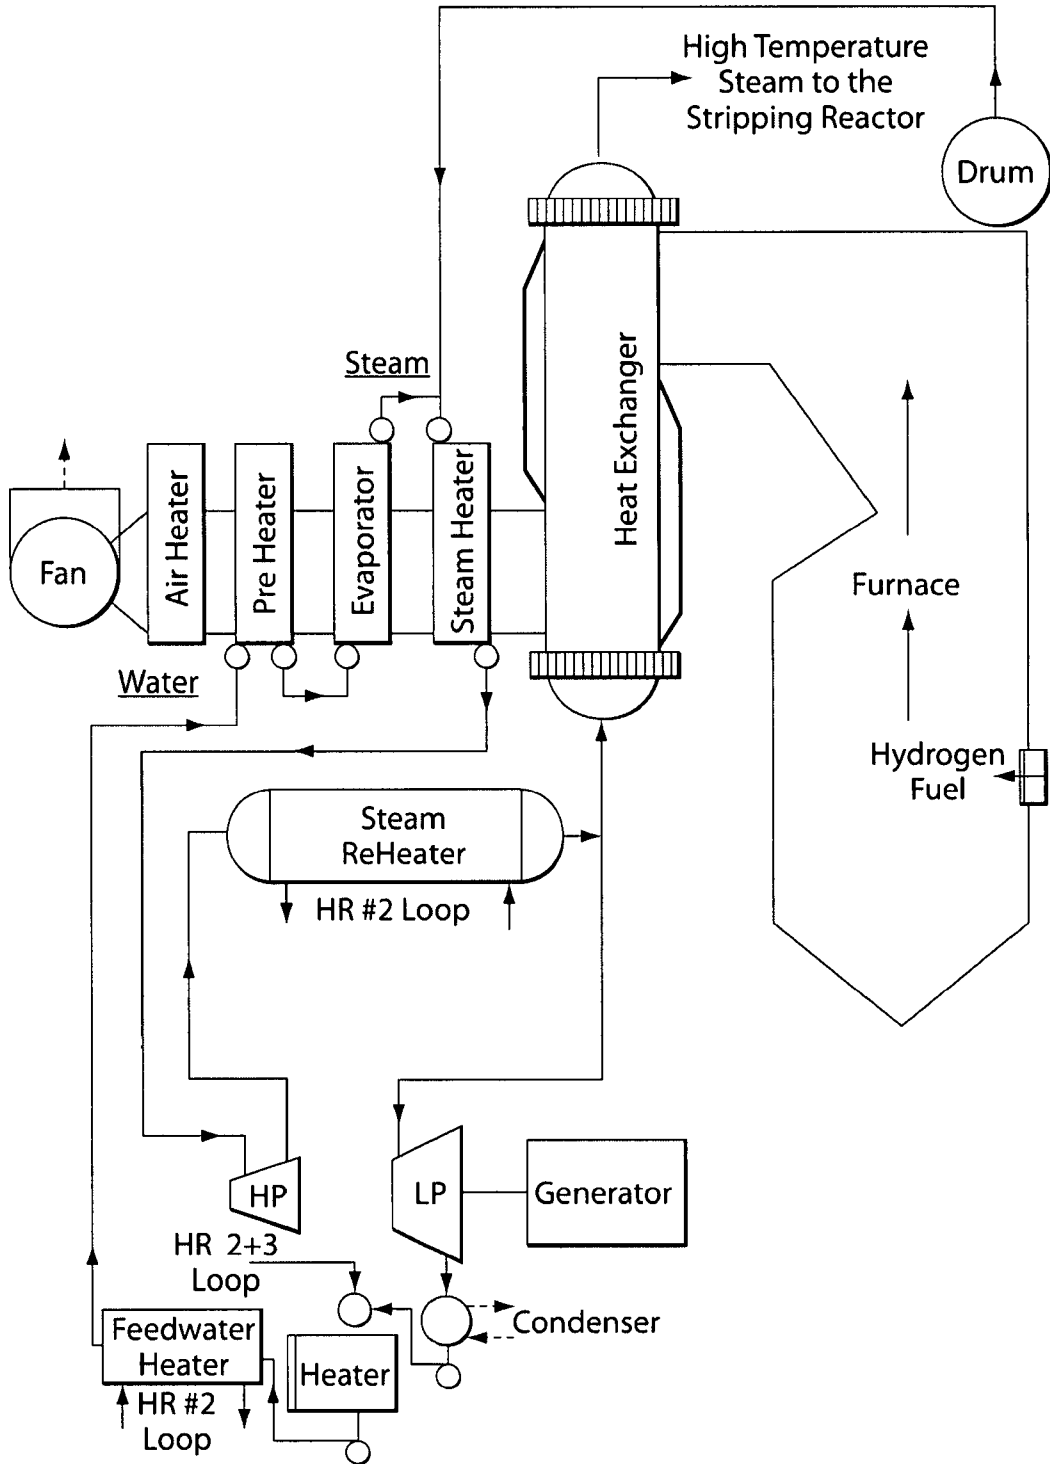 High Temperature
Steam to the
Stripping Reactor
Drum
Steam
Heat Exchanger
Air Heater
Pre Heater
Evaporator
Steam Heater
Fan
Furnace
Water
Hydrogen
Fuel
Steam
ReHeater
HR #2 Loop
HP
LP
Generator
HR 2+3
Loop
Condenser
Feedwater
Heater
Heater
HR #2
Loop